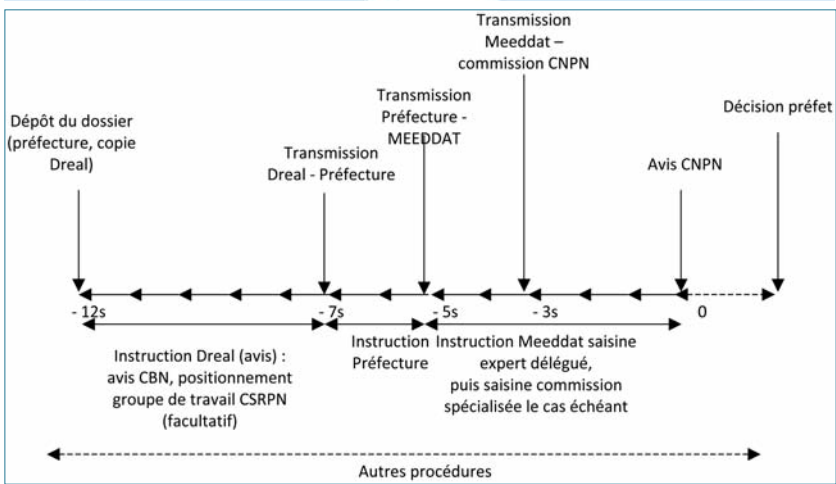 Transmission
Meeddat –
commission CNPN
Transmission
Préfecture -
MEEDDAT
Décision préfet
Dépôt du dossier
(préfecture, copie
Dreal)
Transmission
Dreal - Préfecture
Avis CNPN
- 12s
- 7s
- 5s
- 3s
0
Instruction Dreal (avis) :
avis CBN, positionnement
groupe de travail CSRPN
(facultatif)
Instruction
Préfecture
Instruction Meeddat saisine
expert délégué,
puis saisine commission
spécialisée le cas échéant
Autres procédures